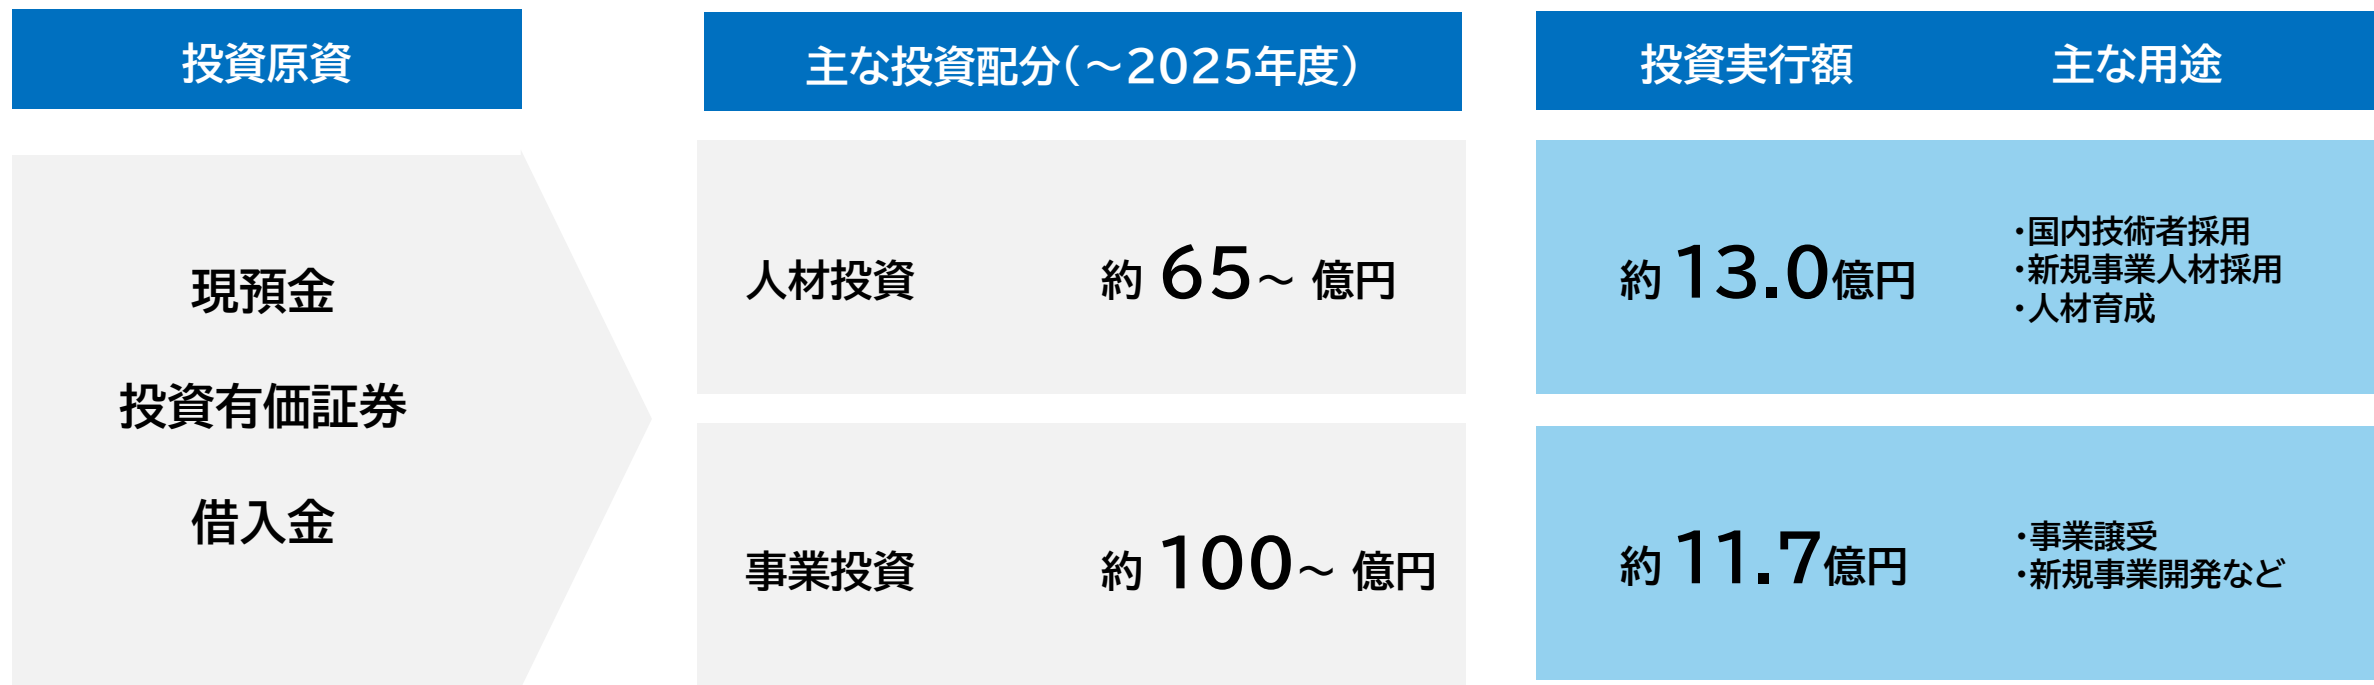 投資原資
現預金
投資有価証券
借入金
主な投資配分(～2025年度)
人材投資 約 65～ 億円
事業投資 約 100～ 億円
投資実行額 主な用途
約 13.0億円
・国内技術者採用
・新規事業人材採用
・人材育成
約 11.7億円
・事業譲受
・新規事業開発など